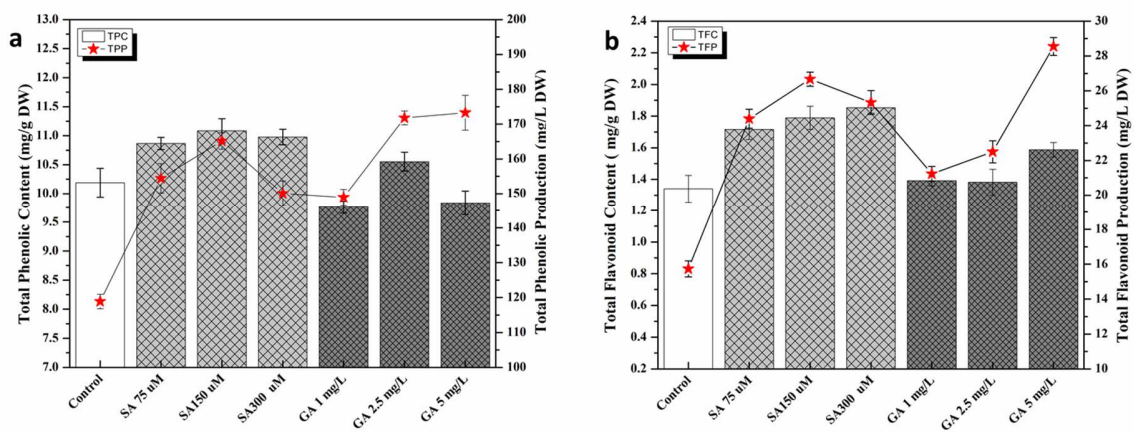 a
TPC
TPP
Total Phenolic Content (mg/g DW)
13.0
12.5
12.0
11.5
11.0
10.5
10.0
9.5
9.0
8.5
8.0
7.5
7.0
200
190
180
170
160
150
140
130
120
110
100
Total Phenolic Production (mg/L DW)
Control
SA 75 uM
SA150 uM
SA300 uM
GA 1 mg/L
GA 2.5 mg/L
GA 5 mg/L
b
TFC
TFP
Total Flavonoid Content ( mg/g DW)
2.4
2.2
2.0
1.8
1.6
1.4
1.2
1.0
0.8
0.6
0.4
0.2
30
28
26
24
22
20
18
16
14
12
10
Total Flavonoid Production (mg/L DW)
Control
SA 75 uM
SA150 uM
SA300 uM
GA 1 mg/L
GA 2.5 mg/L
GA 5 mg/L